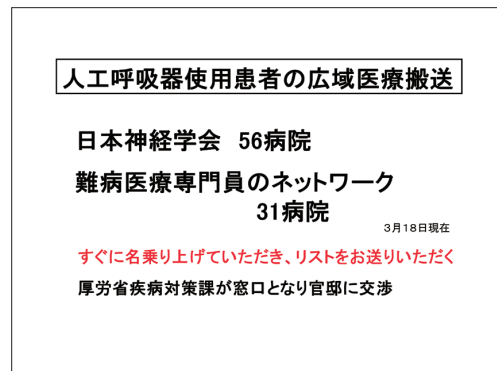 人工呼吸器使用患者の広域医療搬送
日本神経学会　56病院
難病医療専門員のネットワーク
31病院
3月18日現在
すぐに名乗り上げていただき、リストをお送りいただく
厚労省疾病対策課が窓口となり官邸に交渉